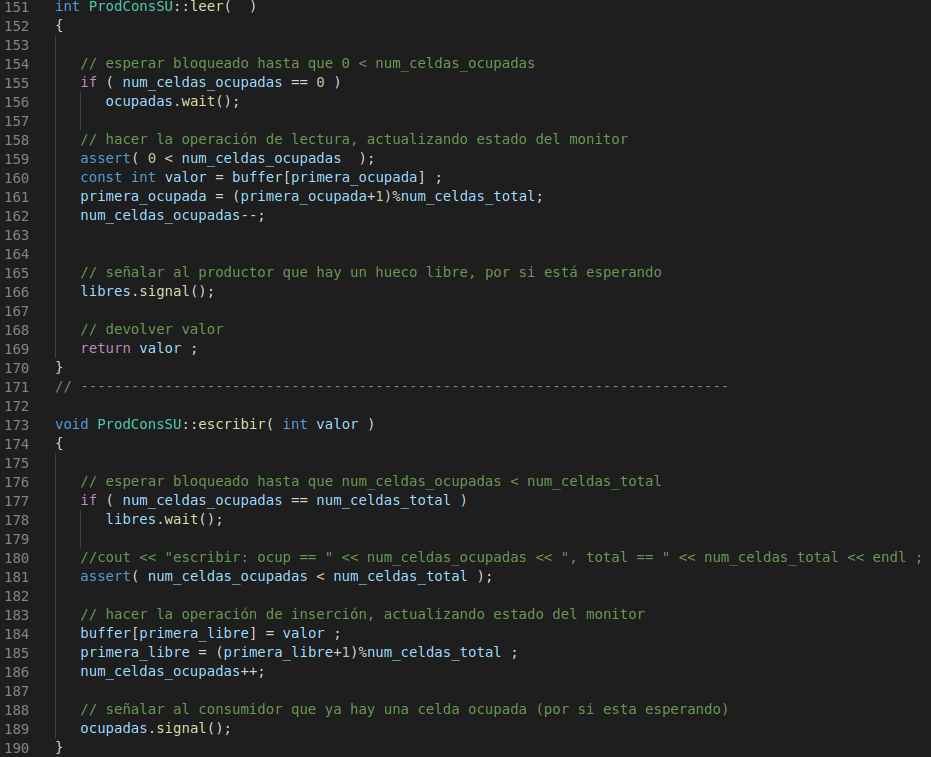 151 int ProdConsSU::leer(  )
152 {
153
154 // esperar bloqueado hasta que 0 < num_celdas_ocupadas
155 if ( num_celdas_ocupadas == 0 )
156 ocupadas.wait();
157
158 // hacer la operación de lectura, actualizando estado del monitor
159 assert( 0 < num_celdas_ocupadas  );
160 const int valor = buffer[primera_ocupada] ;
161 primera_ocupada = (primera_ocupada+1)%num_celdas_total;
162 num_celdas_ocupadas--;
163
164
165 // señalar al productor que hay un hueco libre, por si está esperando
166 libres.signal();
167
168 // devolver valor
169 return valor ;
170 }
171 // -----------------------------------------------------------------------------
172
173 void ProdConsSU::escribir( int valor )
174 {
175
176 // esperar bloqueado hasta que num_celdas_ocupadas < num_celdas_total
177 if ( num_celdas_ocupadas == num_celdas_total )
178 libres.wait();
179
180 //cout << "escribir: ocup == " << num_celdas_ocupadas << ", total == " << num_celdas_total << endl ;
181 assert( num_celdas_ocupadas < num_celdas_total );
182
183 // hacer la operación de inserción, actualizando estado del monitor
184 buffer[primera_libre] = valor ;
185 primera_libre = (primera_libre+1)%num_celdas_total ;
186 num_celdas_ocupadas++;
187
188 // señalar al consumidor que ya hay una celda ocupada (por si esta esperando)
189 ocupadas.signal();
190 }